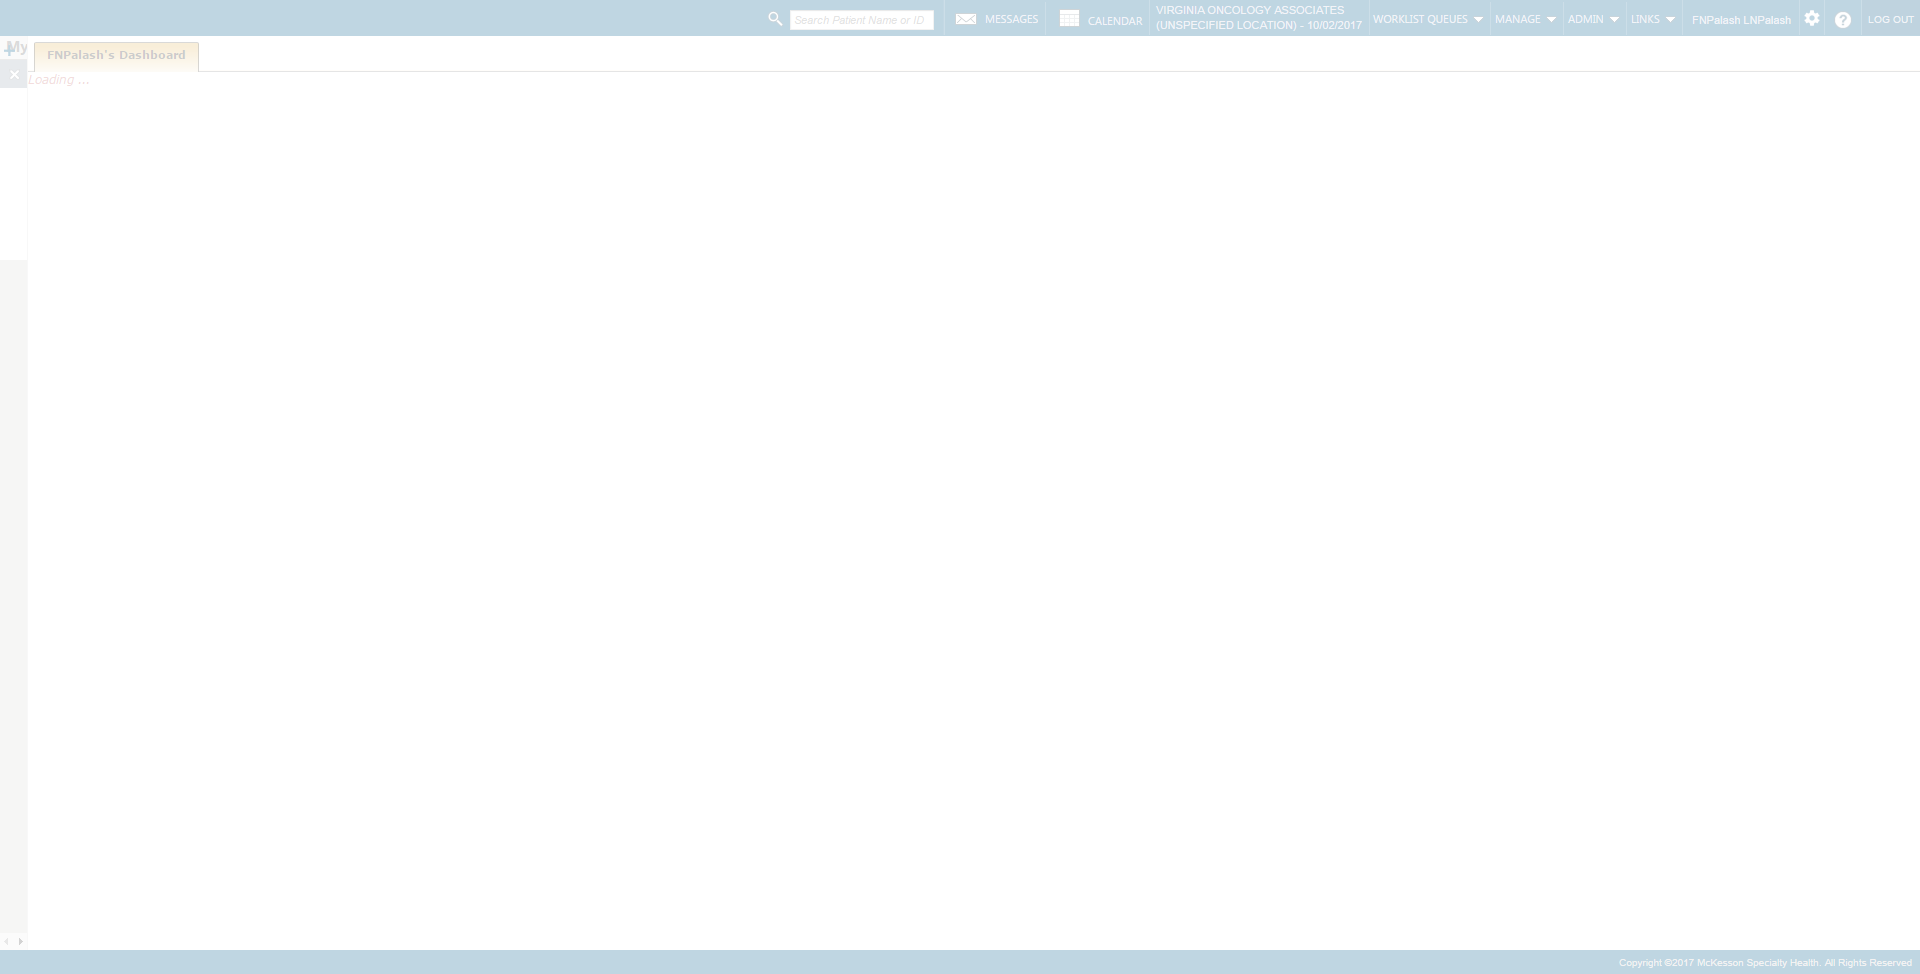 Search Patient Name or ID
MESSAGES
CALENDAR
VIRGINIA ONCOLOGY ASSOCIATES
(UNSPECIFIED LOCATION) - 10/02/2017
WORKLIST QUEUES
MANAGE
ADMIN
LINKS
FNPalash LNPalash
LOG OUT
My
FNPalash's Dashboard
Loading ...
Copyright ©2017 McKesson Specialty Health. All Rights Reserved